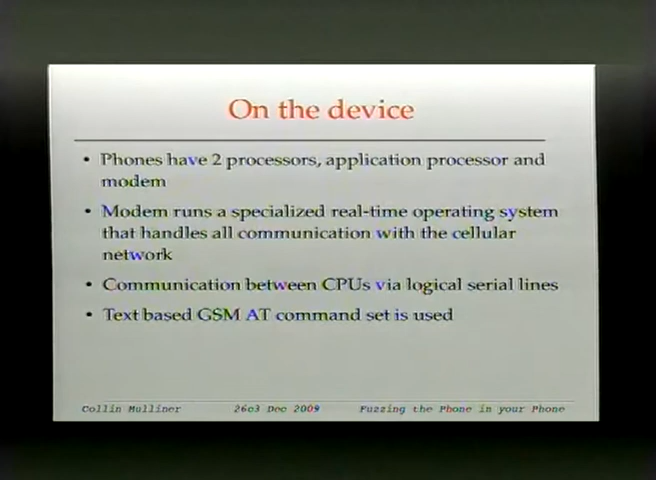 On the device
• Phones have 2 processors, application processor and
modem
• Modem runs a specialized real-time operating system
that handles all communication with the cellular
network
• Communication between CPUs via logical serial lines
• Text based GSM AT command set is used
Collin Mulliner 26c3 Dec 2009 Fuzzing the Phone in your Phone